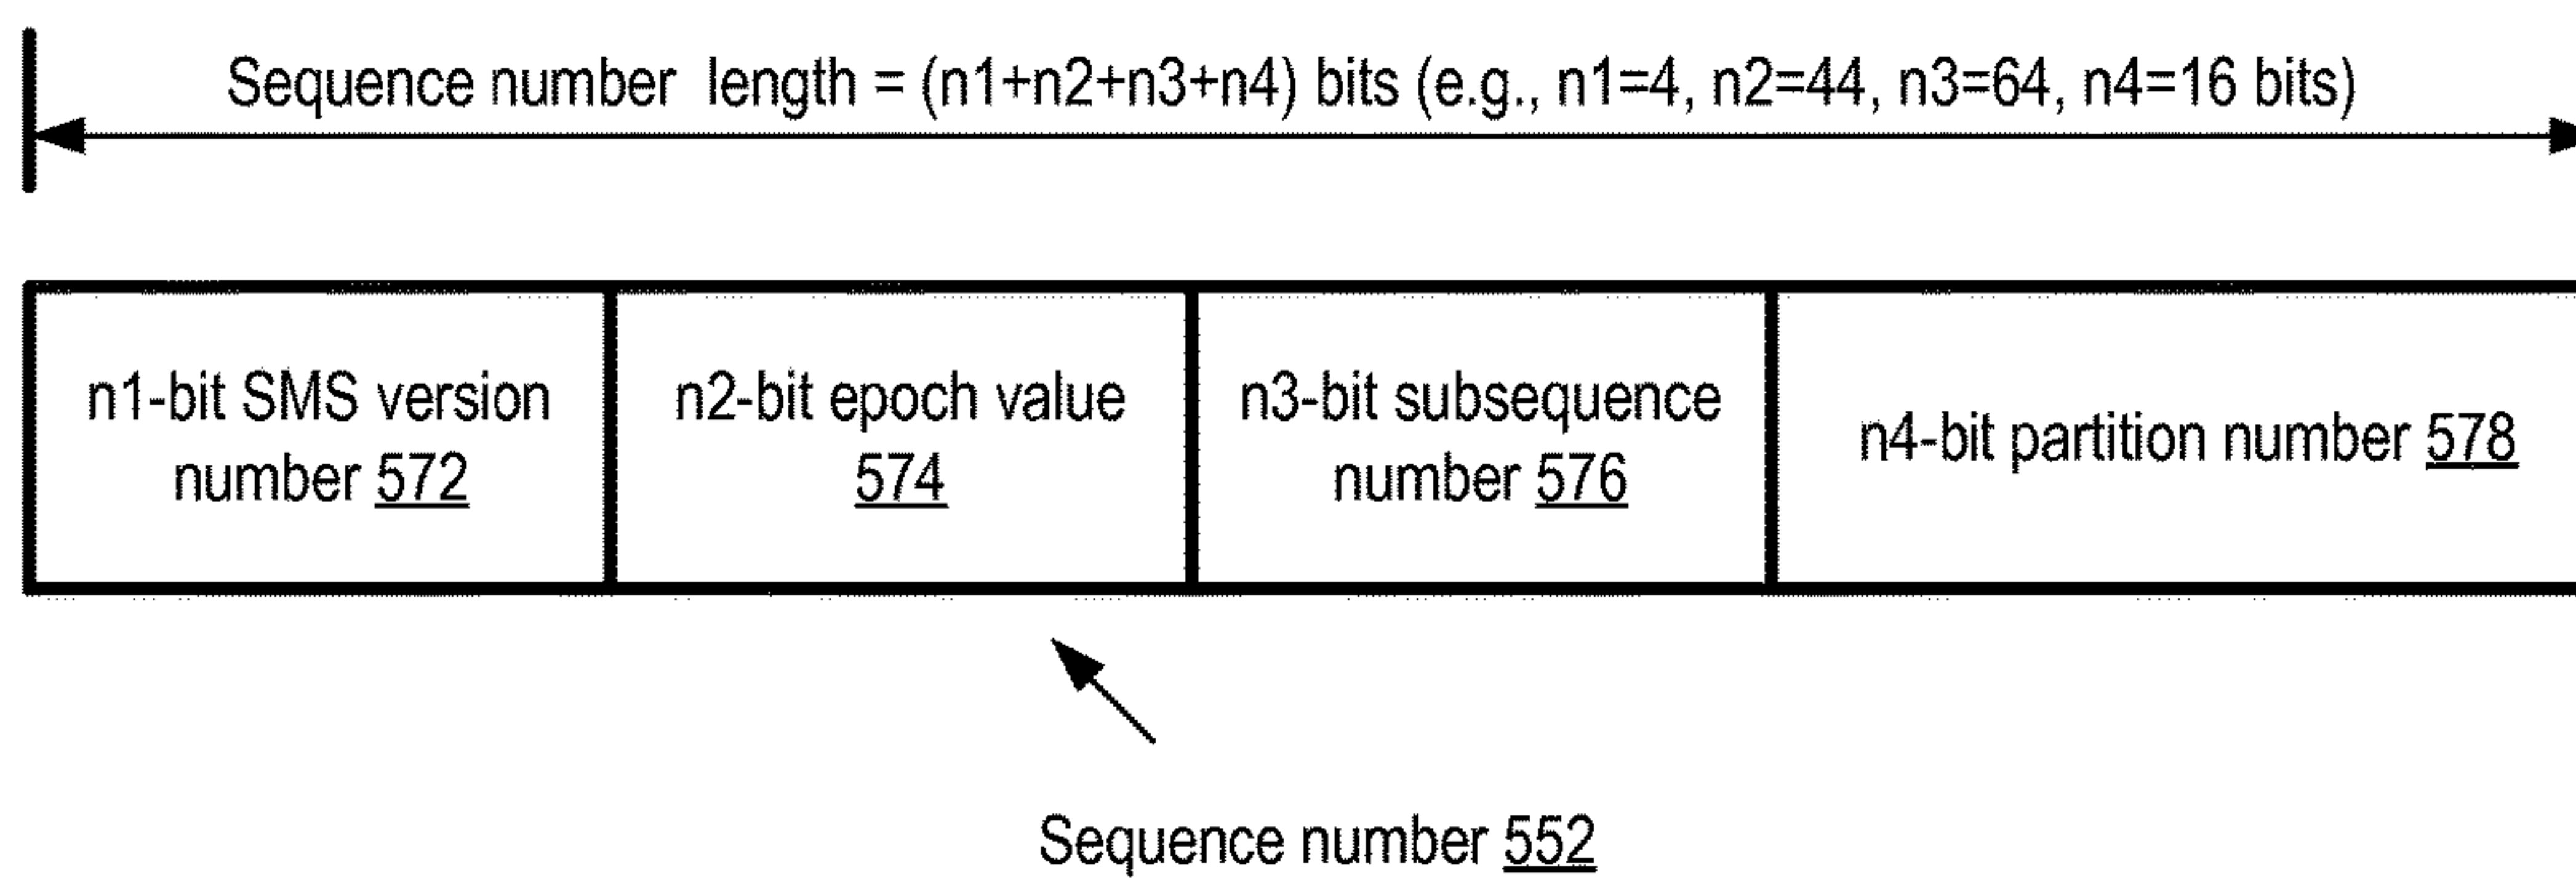 Sequence number length = (n1+n2+n3+n4) bits (e.g., n1=4, n2=44, n3=64, n4=16 bits)
n1-bit SMS version
number 572
n2-bit epoch value
574
n3-bit subsequence
number 576
n4-bit partition number 578
Sequence number 552